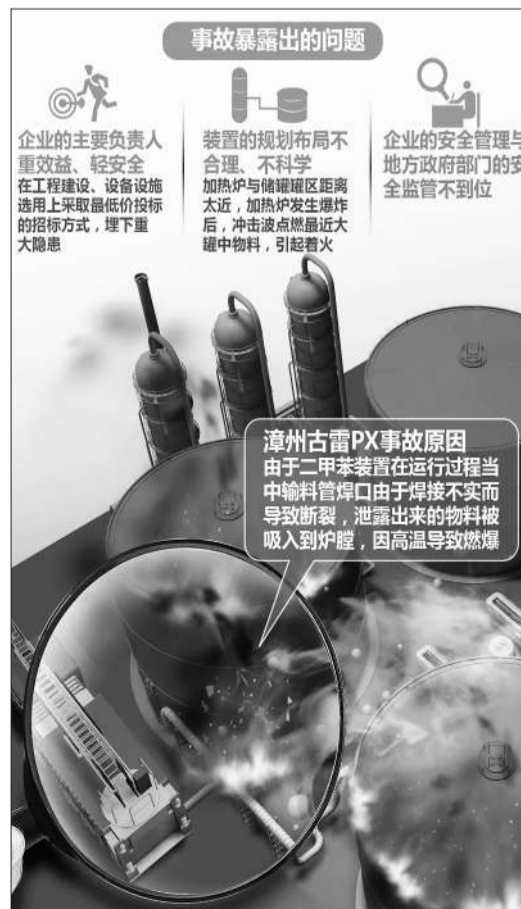 事故暴露出的问题
企业的主要负责人
重效益、轻安全
在工程建设、设备设施
选用上采取最低价投标
的招标方式，埋下重
大隐患
装置的规划布局不
合理、不科学
加热炉与储罐罐区距离
太近，加热炉发生爆炸
后，冲击波点燃最近大
罐中物料，引起着火
企业的安全管理与
地方政府部门的安
全监管不到位
漳州古雷PX事故原因
由于二甲苯装置在运行过程当
中输料管焊口由于焊接不实而
导致断裂，泄露出来的物料被
吸入到炉膛，因高温导致燃爆